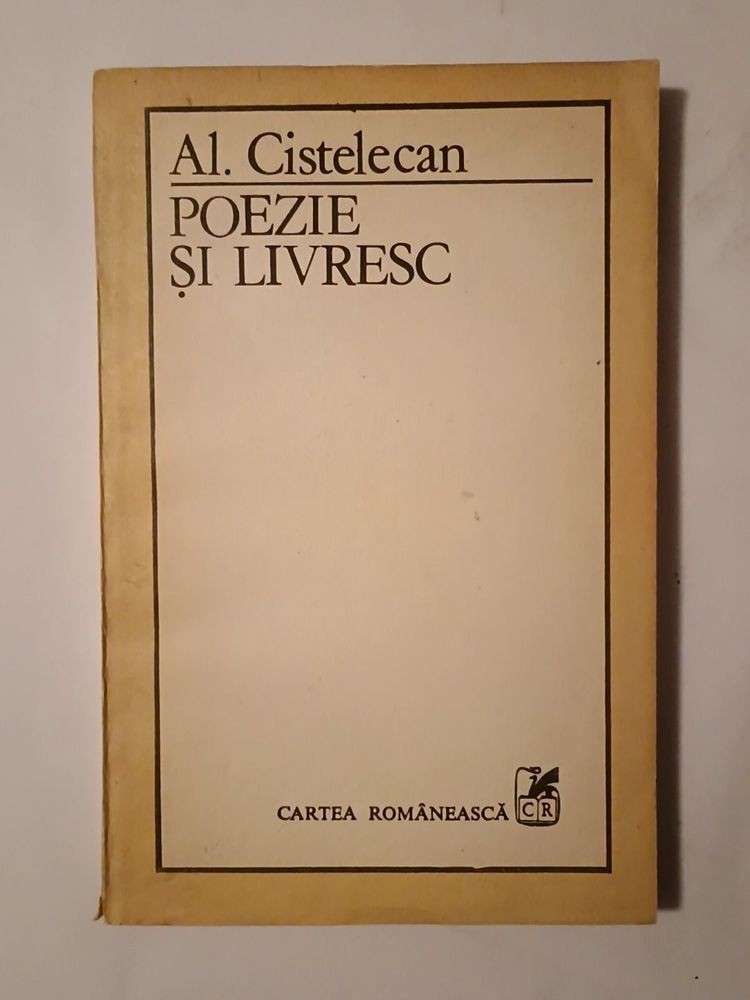 Al. Cistelecan
POEZIE
ȘI LIVRESC
CARTEA ROMÂNEASCĂ
CR